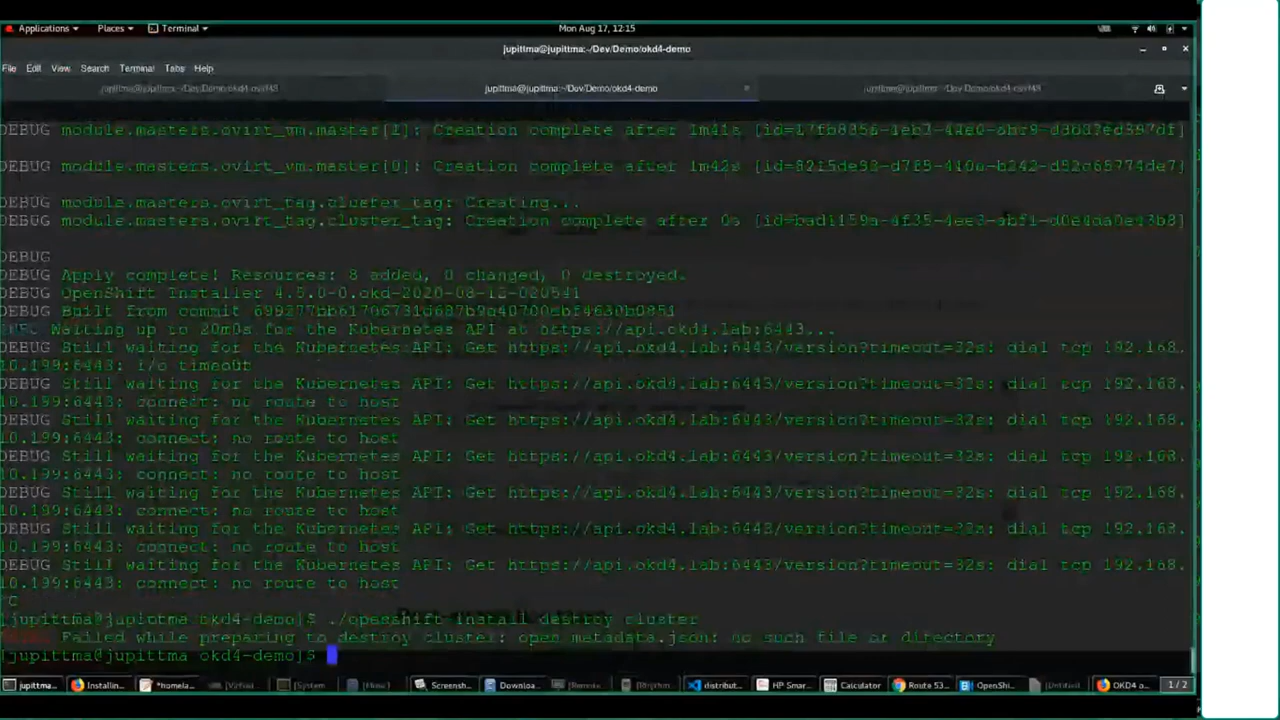 Applications Places Terminal Mon Aug 17, 12:15
jupittma@jupittma:~/Dev/Demo/okd4-demo
File Edit View Search Terminal Tabs Help
jupittma@jupittma:~/Dev/Demo/okd4-demo
DEBUG module.masters.ovirt_vm.master[2]: Creation complete after 1m41s
DEBUG module.masters.ovirt_vm.master[0]: Creation complete after 1m42s
DEBUG module.masters.ovirt_tag.cluster_tag: Creating...
DEBUG module.masters.ovirt_tag.cluster_tag: Creation complete after 0s
DEBUG
DEBUG Apply complete! Resources: 8 added, 0 changed, 0 destroyed.
DEBUG OpenShift Installer 4.5.0-0.okd-2020-08-12-020541
DEBUG Built from commit
INFO Waiting up to 20m0s for the Kubernetes API at https://api.okd4.lab:6443...
DEBUG Still waiting for the Kubernetes API: Get https://api.okd4.lab:6443/version?timeout=32s: dial tcp 192.168.
10.199:6443: i/o timeout
DEBUG Still waiting for the Kubernetes API: Get https://api.okd4.lab:6443/version?timeout=32s: dial tcp 192.168.
10.199:6443: connect: no route to host
DEBUG Still waiting for the Kubernetes API: Get https://api.okd4.lab:6443/version?timeout=32s: dial tcp 192.168.
10.199:6443: connect: no route to host
DEBUG Still waiting for the Kubernetes API: Get https://api.okd4.lab:6443/version?timeout=32s: dial tcp 192.168.
10.199:6443: connect: no route to host
DEBUG Still waiting for the Kubernetes API: Get https://api.okd4.lab:6443/version?timeout=32s: dial tcp 192.168.
10.199:6443: connect: no route to host
DEBUG Still waiting for the Kubernetes API: Get https://api.okd4.lab:6443/version?timeout=32s: dial tcp 192.168.
10.199:6443: connect: no route to host
DEBUG Still waiting for the Kubernetes API: Get https://api.okd4.lab:6443/version?timeout=32s: dial tcp 192.168.
10.199:6443: connect: no route to host
^C
[jupittma@jupittma okd4-demo]$ ./openshift-install destroy cluster
Failed while preparing to destroy cluster: open metadata.json: no such file or directory
[jupittma@jupittma okd4-demo]$
jupittma... Installin... *homela... [Virtual... [System Screensh... Downloa... [Remote... distribut... HP Smar... Calculator Route 53... OpenShi... [Untitled OKD4 o... 1 / 2